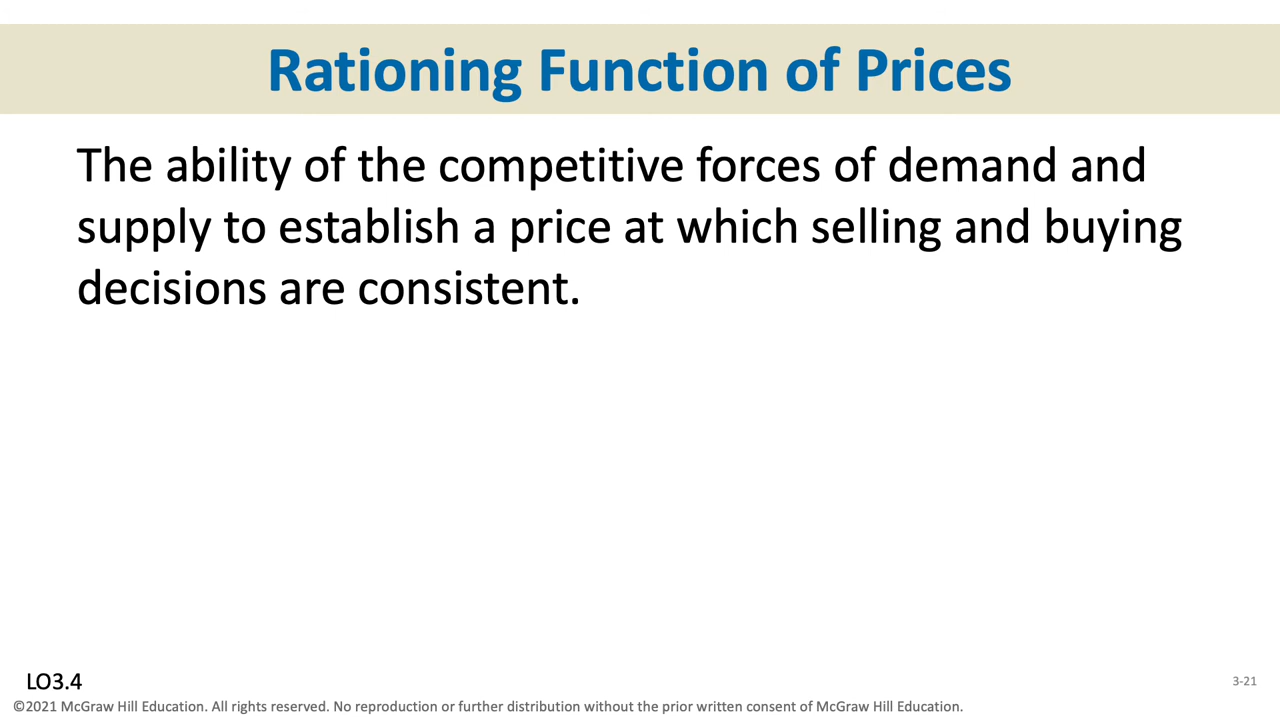 Rationing Function of Prices
The ability of the competitive forces of demand and
supply to establish a price at which selling and buying
decisions are consistent.
LO3.4
3-21
©2021 McGraw Hill Education. All rights reserved. No reproduction or further distribution without the prior written consent of McGraw Hill Education.